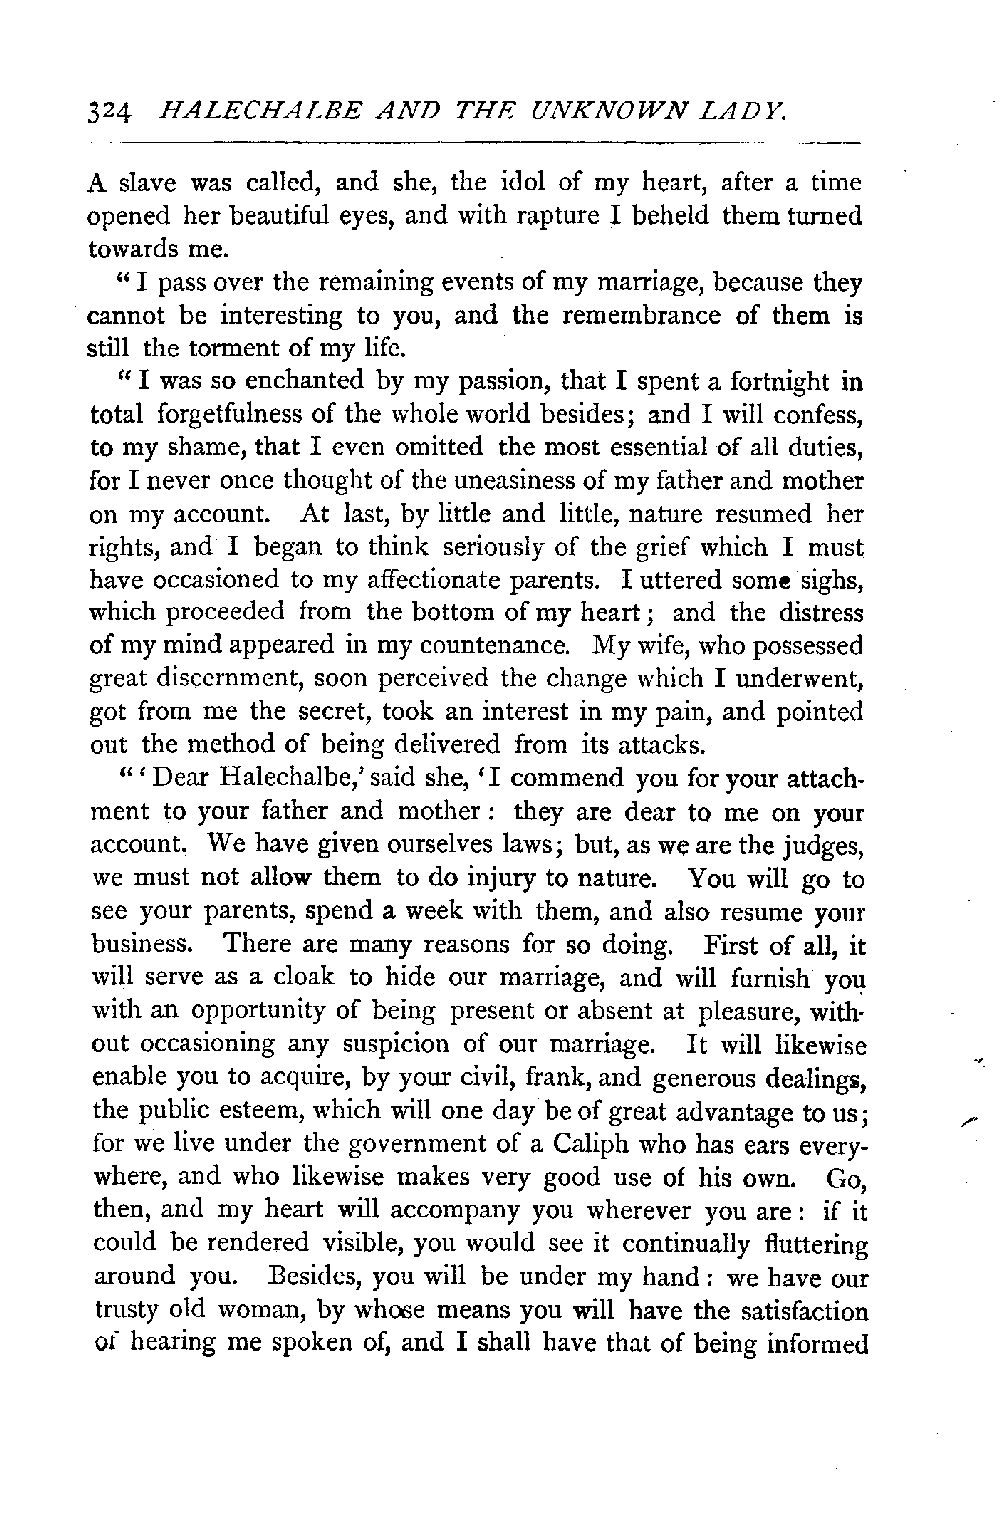 324 HALECHALBE AND THE UNKNOWN LADY.
A slave was called, and she, the idol of my heart, after a time
opened her beautiful eyes, and with rapture I beheld them turned
towards me.
“ I pass over the remaining events of my marriage, because they
cannot be interesting to you, and the remembrance of them is
still the torment of my life.
“ I was so enchanted by my passion, that I spent a fortnight in
total forgetfulness of the whole world besides; and I will confess,
to my shame, that I even omitted the most essential of all duties,
for I never once thought of the uneasiness of my father and mother
on my account. At last, by little and little, nature resumed her
rights, and I began to think seriously of the grief which I must
have occasioned to my affectionate parents. I uttered some sighs,
which proceeded from the bottom of my heart; and the distress
of my mind appeared in my countenance. My wife, who possessed
great discernment, soon perceived the change which I underwent,
got from me the secret, took an interest in my pain, and pointed
out the method of being delivered from its attacks.
“ ‘ Dear Halechalbe,’ said she, ‘I commend you for your attach-
ment to your father and mother : they are dear to me on your
account. We have given ourselves laws; but, as we are the judges,
we must not allow them to do injury to nature. You will go to
see your parents, spend a week with them, and also resume your
business. There are many reasons for so doing. First of all, it
will serve as a cloak to hide our marriage, and will furnish you
with an opportunity of being present or absent at pleasure, with-
out occasioning any suspicion of our marriage. It will likewise
enable you to acquire, by your civil, frank, and generous dealings,
the public esteem, which will one day be of great advantage to us;
for we live under the government of a Caliph who has ears every-
where, and who likewise makes very good use of his own. Go,
then, and my heart will accompany you wherever you are : if it
could be rendered visible, you would see it continually fluttering
around you. Besides, you will be under my hand : we have our
trusty old woman, by whose means you will have the satisfaction
of hearing me spoken of, and I shall have that of being informed